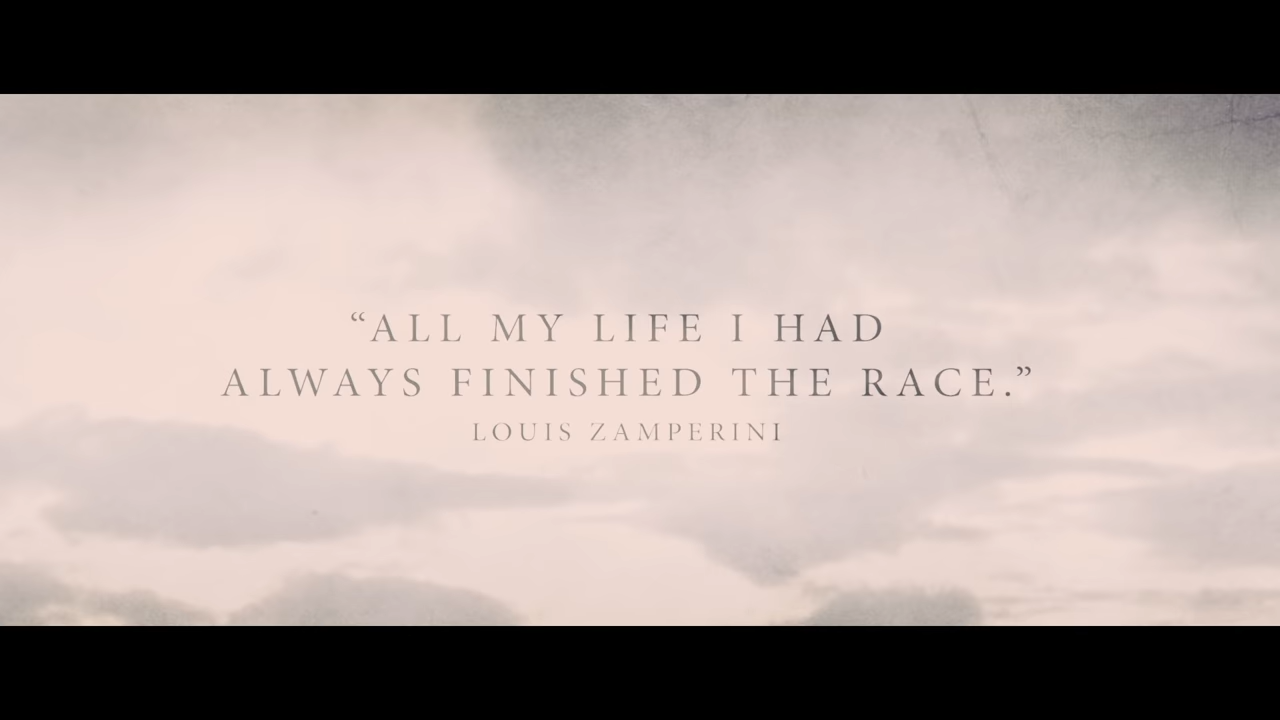 “ALL MY LIFE I HAD
ALWAYS FINISHED THE RACE.”
LOUIS ZAMPERINI